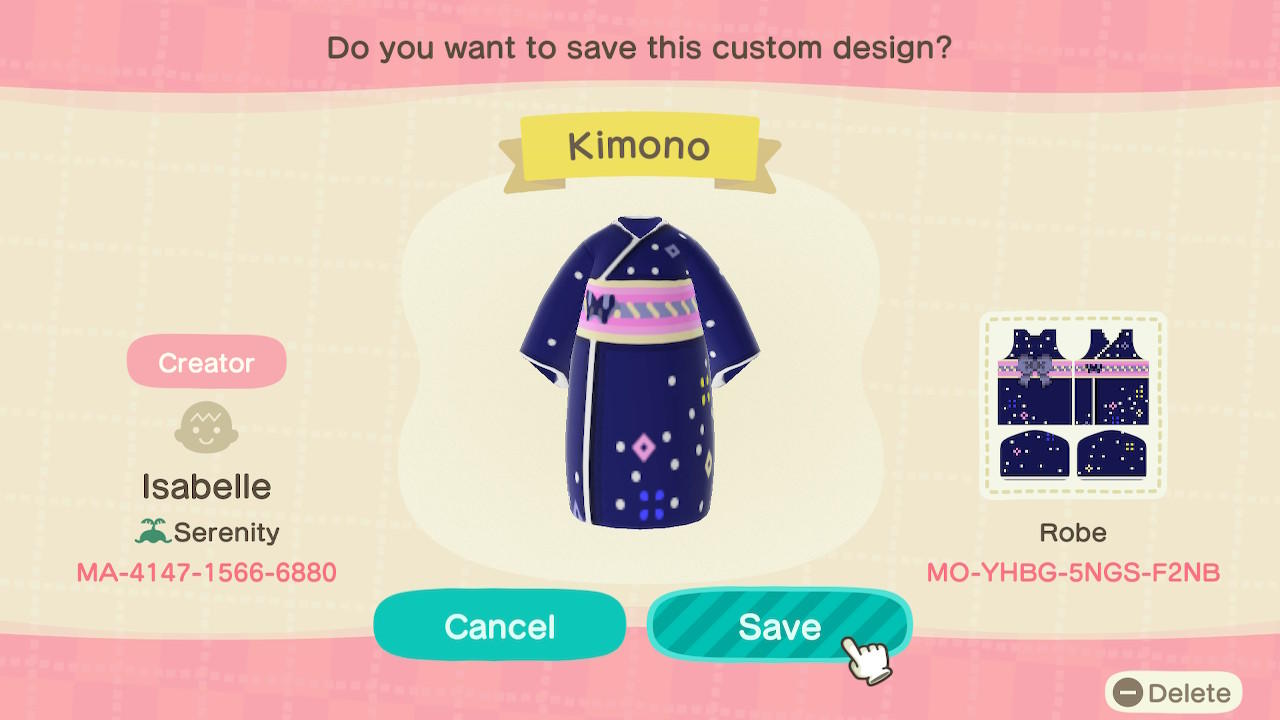 Do you want to save this custom design?
Kimono
Creator
Isabelle
Serenity
MA-4147-1566-6880
Robe
MO-YHBG-5NGS-F2NB
Cancel
Save
Delete